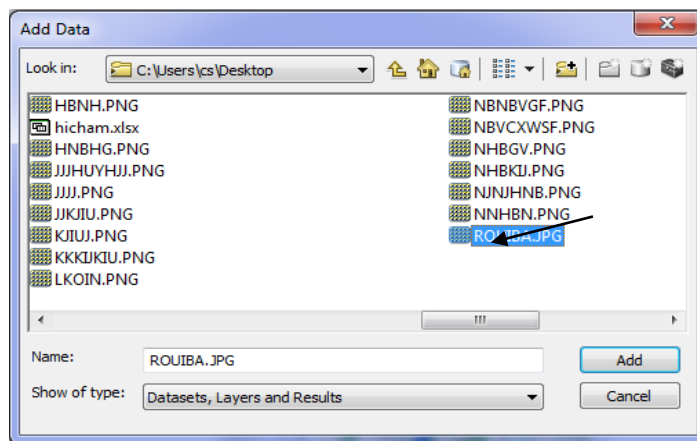 Add Data
Look in:
C:\Users\cs\Desktop
HBNH.PNG
hicham.xlsx
HNBHG.PNG
JJJHUYHJJ.PNG
JJJJ.PNG
JJKJIU.PNG
KJIUJ.PNG
KKKIJKIU.PNG
LKOIN.PNG
NBNBVGF.PNG
NBVCXWSF.PNG
NHBGV.PNG
NHBKIJ.PNG
NJNJHNB.PNG
NNHBN.PNG
ROUIBA.JPG
Name:
ROUIBA.JPG
Add
Show of type:
Datasets, Layers and Results
Cancel